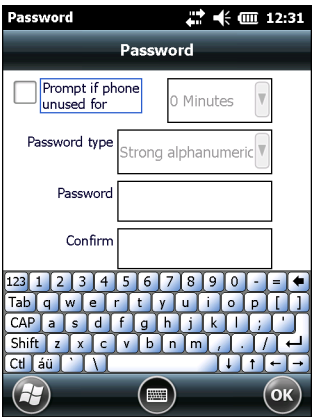 Password 12:31
Password
Prompt if phone
unused for
0 Minutes
Password type
Strong alphanumeric
Password
Confirm
123 1 2 3 4 5 6 7 8 9 0 - =
Tab q w e r t y u i o p [ ]
CAP a s d f g h j k l ; '
Shift z x c v b n m , . /
Ctl áü ` \
OK